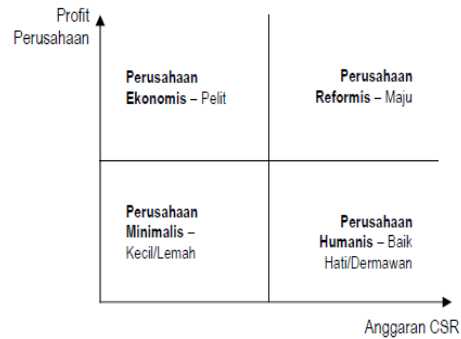 Profit
Perusahaan
Perusahaan
Ekonomis – Pelit
Perusahaan
Reformis – Maju
Perusahaan
Minimalis –
Kecil/Lemah
Perusahaan
Humanis – Baik
Hati/Dermawan
Anggaran CSR